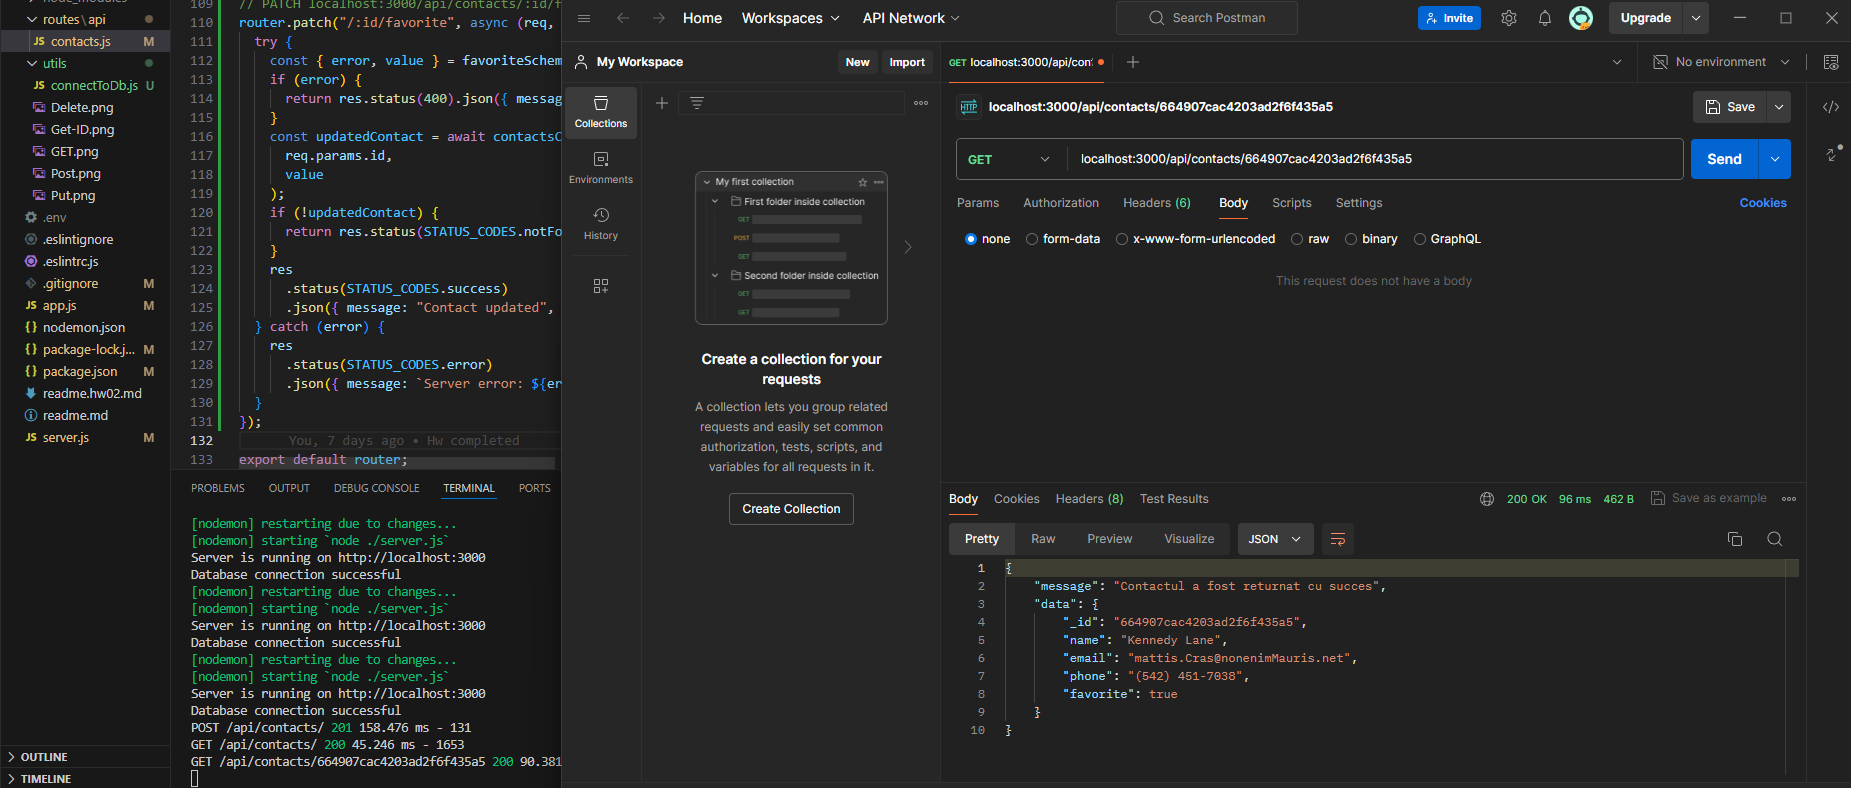 node_modules
routes\api
JS contacts.js M
utils
JS connectToDb.js U
Delete.png
Get-ID.png
GET.png
Post.png
Put.png
.env
.eslintignore
.eslintrc.js
.gitignore M
JS app.js M
{} nodemon.json
{} package-lock.j... M
{} package.json M
readme.hw02.md
readme.md
JS server.js M
OUTLINE
TIMELINE
109 // PATCH localhost:3000/api/contacts/:id/f
110 router.patch("/:id/favorite", async (req,
111 try {
112 const { error, value } = favoriteSchem
113 if (error) {
114 return res.status(400).json({ messag
115 }
116 const updatedContact = await contactsC
117 req.params.id,
118 value
119 );
120 if (!updatedContact) {
121 return res.status(STATUS_CODES.notFo
122 }
123 res
124 .status(STATUS_CODES.success)
125 .json({ message: "Contact updated",
126 } catch (error) {
127 res
128 .status(STATUS_CODES.error)
129 .json({ message: `Server error: ${er
130 }
131 });
132 You, 7 days ago • Hw completed
133 export default router;
PROBLEMS OUTPUT DEBUG CONSOLE TERMINAL PORTS
[nodemon] restarting due to changes...
[nodemon] starting `node ./server.js`
Server is running on http://localhost:3000
Database connection successful
[nodemon] restarting due to changes...
[nodemon] starting `node ./server.js`
Server is running on http://localhost:3000
Database connection successful
[nodemon] restarting due to changes...
[nodemon] starting `node ./server.js`
Server is running on http://localhost:3000
Database connection successful
POST /api/contacts/ 201 158.476 ms - 131
GET /api/contacts/ 200 45.246 ms - 1653
GET /api/contacts/664907cac4203ad2f6f435a5 200 90.381
Home Workspaces API Network Search Postman Invite Upgrade
My Workspace New Import
Collections
Environments
History
My first collection
First folder inside collection
GET
POST
GET
Second folder inside collection
GET
GET
Create a collection for your
requests
A collection lets you group related
requests and easily set common
authorization, tests, scripts, and
variables for all requests in it.
Create Collection
GET localhost:3000/api/con No environment
HTTP localhost:3000/api/contacts/664907cac4203ad2f6f435a5 Save
GET localhost:3000/api/contacts/664907cac4203ad2f6f435a5 Send
Params Authorization Headers (6) Body Scripts Settings Cookies
none form-data x-www-form-urlencoded raw binary GraphQL
This request does not have a body
Body Cookies Headers (8) Test Results 200 OK 96 ms 462 B Save as example
Pretty Raw Preview Visualize JSON
1 {
2 "message": "Contactul a fost returnat cu succes",
3 "data": {
4 "_id": "664907cac4203ad2f6f435a5",
5 "name": "Kennedy Lane",
6 "email": "mattis.Cras@nonenimMauris.net",
7 "phone": "(542) 451-7038",
8 "favorite": true
9 }
10 }